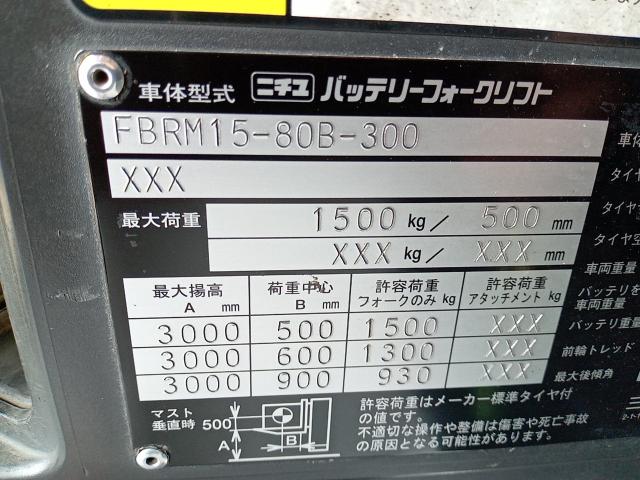 車体型式 ニチユ バッテリーフォークリフト
FBRM15-80B-300
XXX
最大荷重 1500 kg/ 500 mm
XXX kg/ XXX mm
最大揚高 A mm 荷重中心 B mm 許容荷重 フォークのみ kg 許容荷重 アタッチメント kg
3000 500 1500 XXX
3000 600 1300 XXX
3000 900 930 XXX
マスト垂直時 500 A B
許容荷重はメーカー標準タイヤ付
の値です。
不適切な操作や整備は傷害や死亡事故
の原因となる可能性があります。
車体
タイヤ
タイヤ
タイヤ空
車両重量
バッテリを
車両重量
バッテリ重量
前輪トレッド
最大後傾角